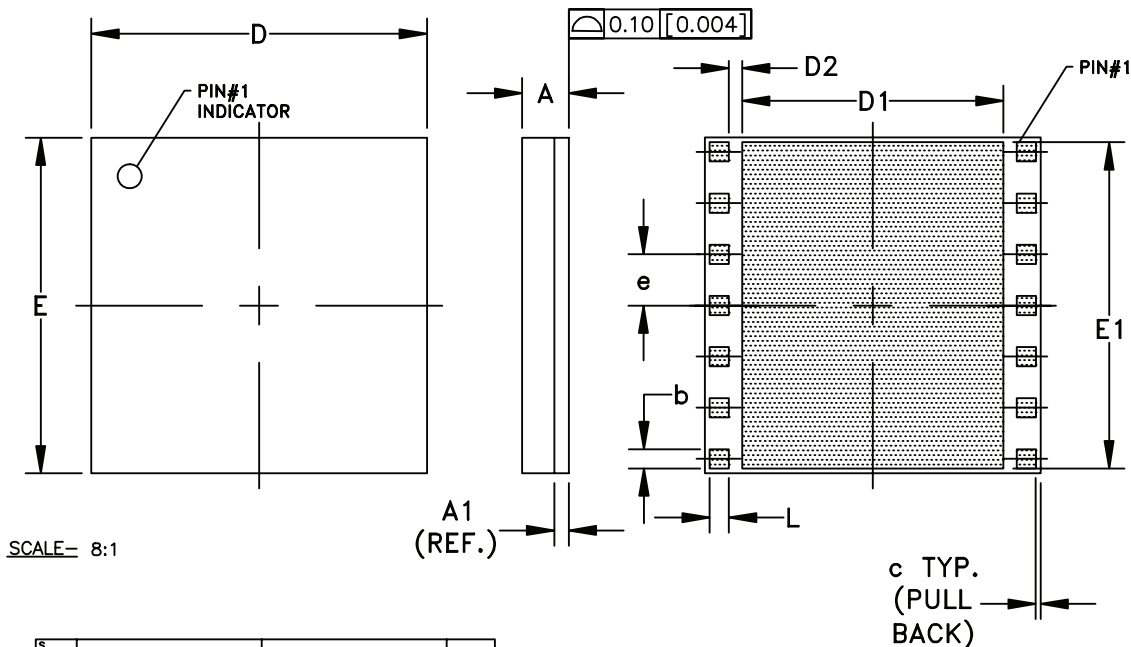 ⌓ 0.10 [0.004]
D
A
D2
PIN#1
D1
PIN#1
INDICATOR
E
e
E1
b
A1
(REF.)
L
SCALE- 8:1
c TYP.
(PULL
BACK)
S